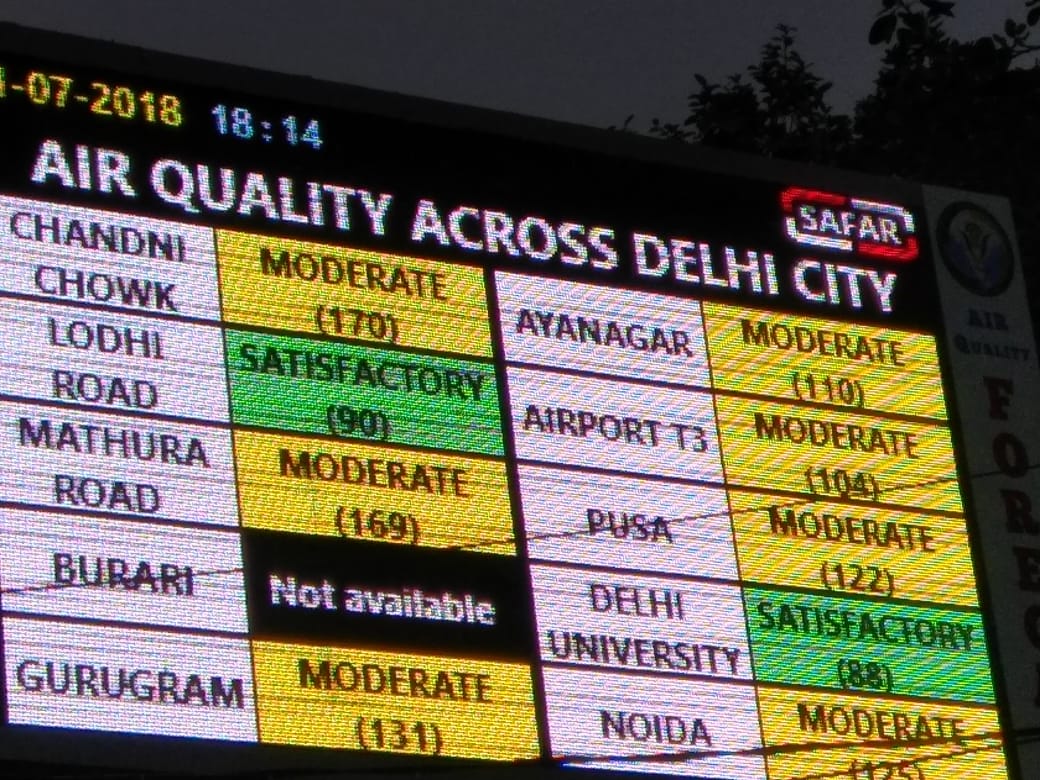 -07-2018 18:14
AIR QUALITY ACROSS DELHI CITY
SAFAR
CHANDNI
CHOWK
MODERATE
(170)
LODHI
ROAD
SATISFACTORY
(90)
MATHURA
ROAD
MODERATE
(169)
BURARI
Not available
GURUGRAM
MODERATE
(131)
AYANAGAR
MODERATE
(110)
AIRPORT T3
MODERATE
(104)
PUSA
MODERATE
(122)
DELHI
UNIVERSITY
SATISFACTORY
(88)
NOIDA
MODERATE
AIR
QUALITY